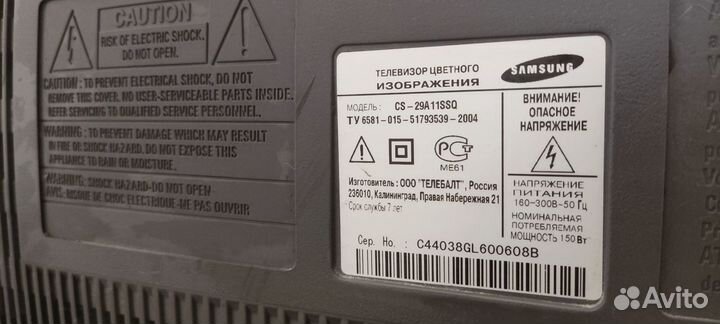 CAUTION
RISK OF ELECTRIC SHOCK.
DO NOT OPEN.
CAUTION : TO PREVENT ELECTRICAL SHOCK, DO NOT
REMOVE THIS COVER. NO USER-SERVICEABLE PARTS INSIDE.
REFER SERVICING TO QUALIFIED SERVICE PERSONNEL.
WARNING : TO PREVENT DAMAGE WHICH MAY RESULT
IN FIRE OR SHOCK HAZARD. DO NOT EXPOSE THIS
APPLIANCE TO RAIN OR MOISTURE.
WARNING: SHOCK HAZARD-DO NOT OPEN
AVIS: RISQUE DE CHOC ELECTRIQUE-NE PAS OUVRIR
ТЕЛЕВИЗОР ЦВЕТНОГО
ИЗОБРАЖЕНИЯ
SAMSUNG
МОДЕЛЬ: CS-29A11SSQ
ТУ 6581-015-51793539-2004
РСТ
МЕ61
Изготовитель: ООО "ТЕЛЕБАЛТ", Россия
236010, Калининград, Правая Набережная 21
Срок службы 7 лет
ВНИМАНИЕ!
ОПАСНОЕ
НАПРЯЖЕНИЕ
НАПРЯЖЕНИЕ
ПИТАНИЯ
160-300В~50 Гц
НОМИНАЛЬНАЯ
ПОТРЕБЛЯЕМАЯ
МОЩНОСТЬ 150 Вт
Сер. No: C44038GL600608B
Avito